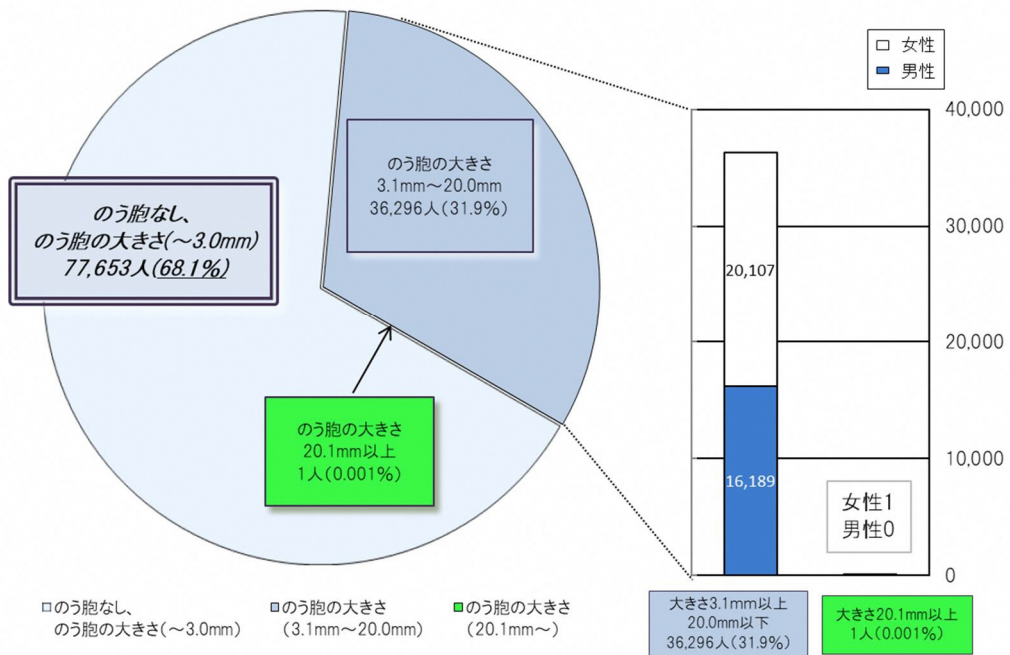 女性
男性
40,000
30,000
20,000
10,000
0
のう胞の大きさ
3.1mm～20.0mm
36,296人(31.9%)
のう胞なし、
のう胞の大きさ(～3.0mm)
77,653人(68.1%)
のう胞の大きさ
20.1mm以上
1人(0.001%)
20,107
16,189
女性1
男性0
のう胞なし、
のう胞の大きさ(～3.0mm)
のう胞の大きさ
(3.1mm～20.0mm)
のう胞の大きさ
(20.1mm～)
大きさ3.1mm以上
20.0mm以下
36,296人(31.9%)
大きさ20.1mm以上
1人(0.001%)